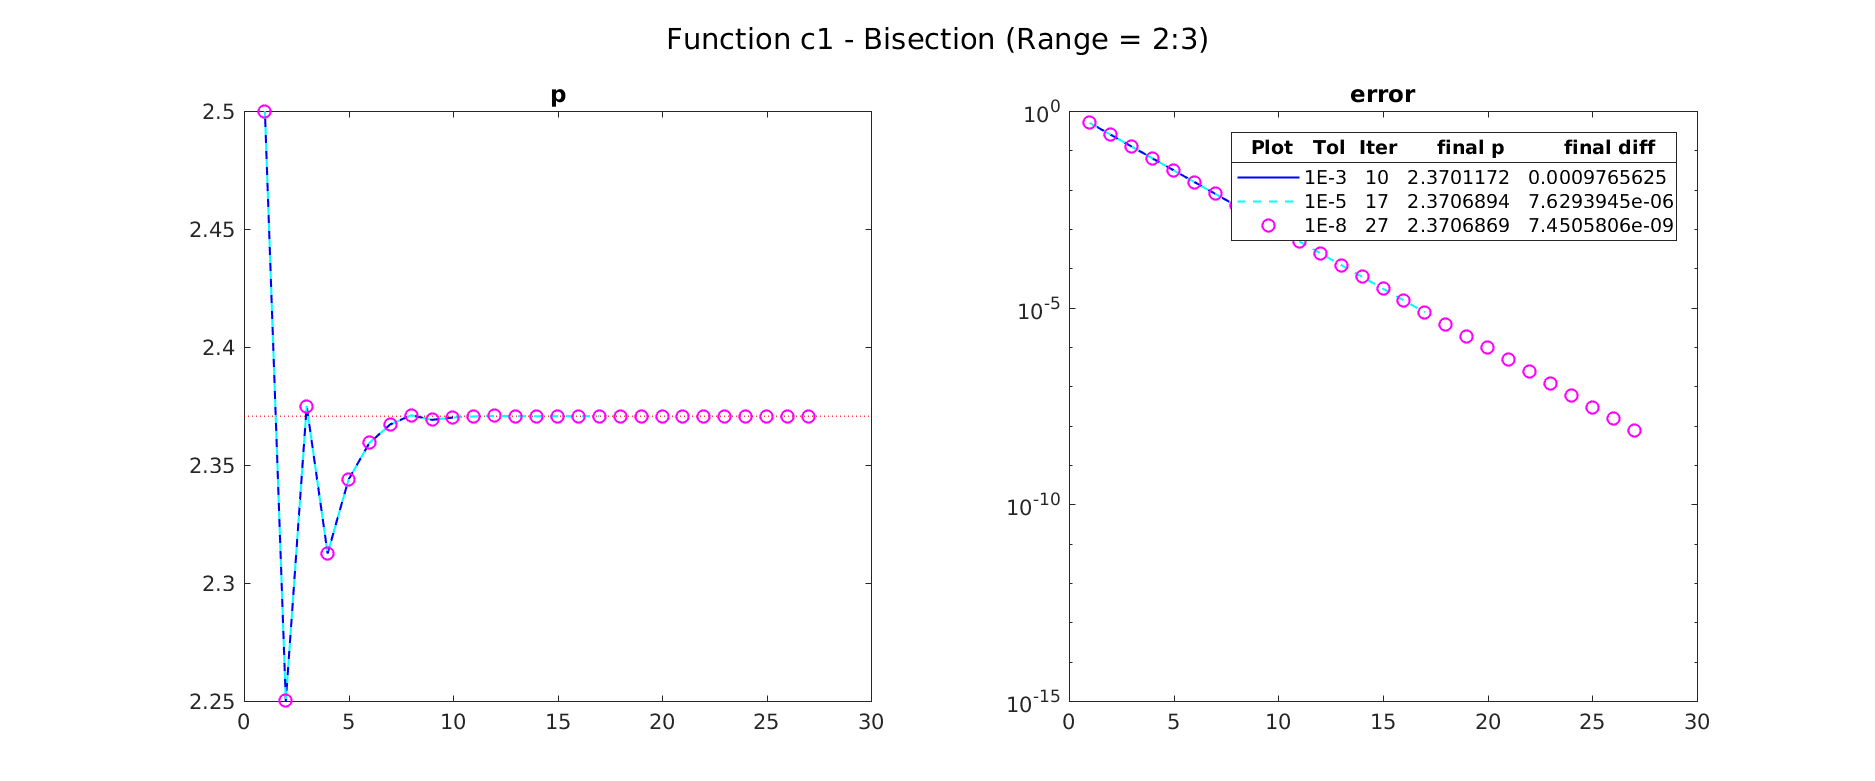 Function c1 - Bisection (Range = 2:3)
p
2.5
2.45
2.4
2.35
2.3
2.25
0 5 10 15 20 25 30
error
10^0
10^-5
10^-10
10^-15
0 5 10 15 20 25 30
Plot Tol Iter final p final diff
1E-3 10 2.3701172 0.0009765625
1E-5 17 2.3706894 7.6293945e-06
1E-8 27 2.3706869 7.4505806e-09